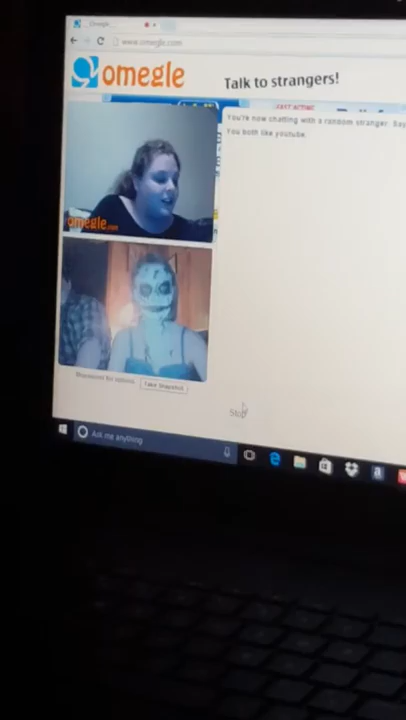 Omegle
www.omegle.com
omegle
Talk to strangers!
You're now chatting with a random stranger. Say
You both like youtube.
omegle.com
Take Snapshot
Stop
Ask me anything